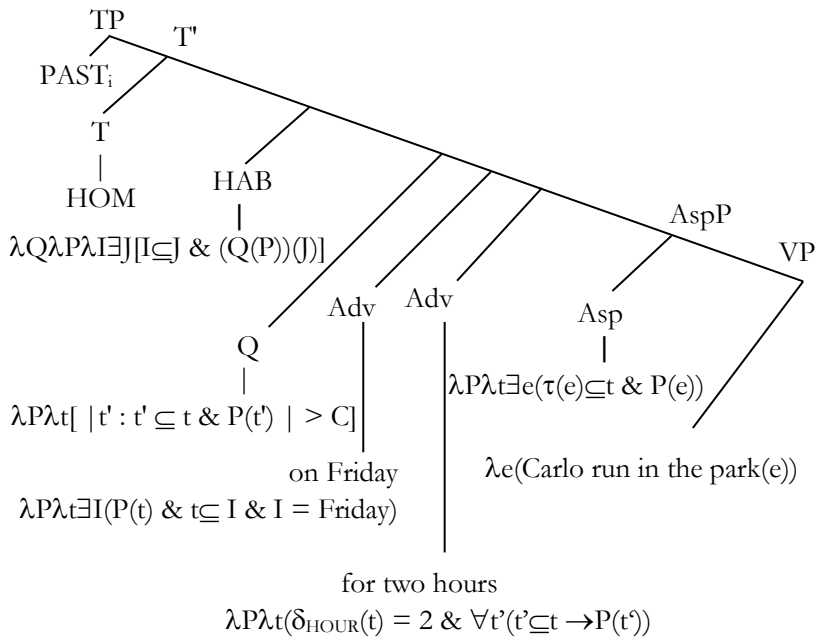 TP
T'
PASTᵢ
T
|
HOM
HAB
λQλPλI∃J[I⊆J & (Q(P))(J)]
AspP
VP
Adv
Adv
Asp
Q
|
λPλt∃e(τ(e)⊆t & P(e))
λPλt[ |t' : t' ⊆ t & P(t') | > C]
on Friday
λe(Carlo run in the park(e))
λPλt∃I(P(t) & t⊆ I & I = Friday)
for two hours
λPλt(δHOUR(t) = 2 & ∀t’(t’⊆t →P(t‘))